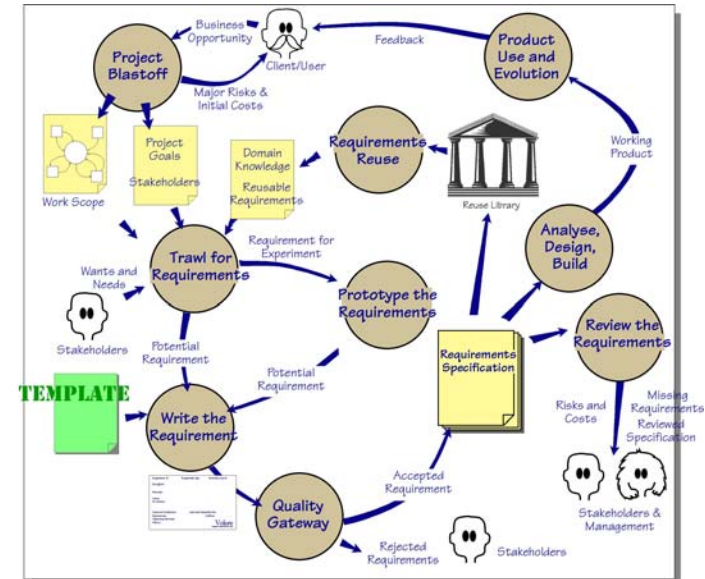 Business
Opportunity
Client/User
Feedback
Product
Use and
Evolution
Project
Blastoff
Major Risks &
Initial Costs
Working
Product
Project
Goals
Stakeholders
Work Scope
Domain
Knowledge
Reusable
Requirements
Requirements
Reuse
Reuse Library
Analyse,
Design,
Build
Wants and
Needs
Stakeholders
Trawl for
Requirements
Requirement for
Experiment
Prototype the
Requirements
Review the
Requirements
Requirements
Specification
Potential
Requirement
Potential
Requirement
TEMPLATE
Write the
Requirement
Risks and
Costs
Missing
Requirements
Reviewed
Specification
Stakeholders &
Management
Accepted
Requirement
Quality
Gateway
Rejected
Requirements
Stakeholders
Volere